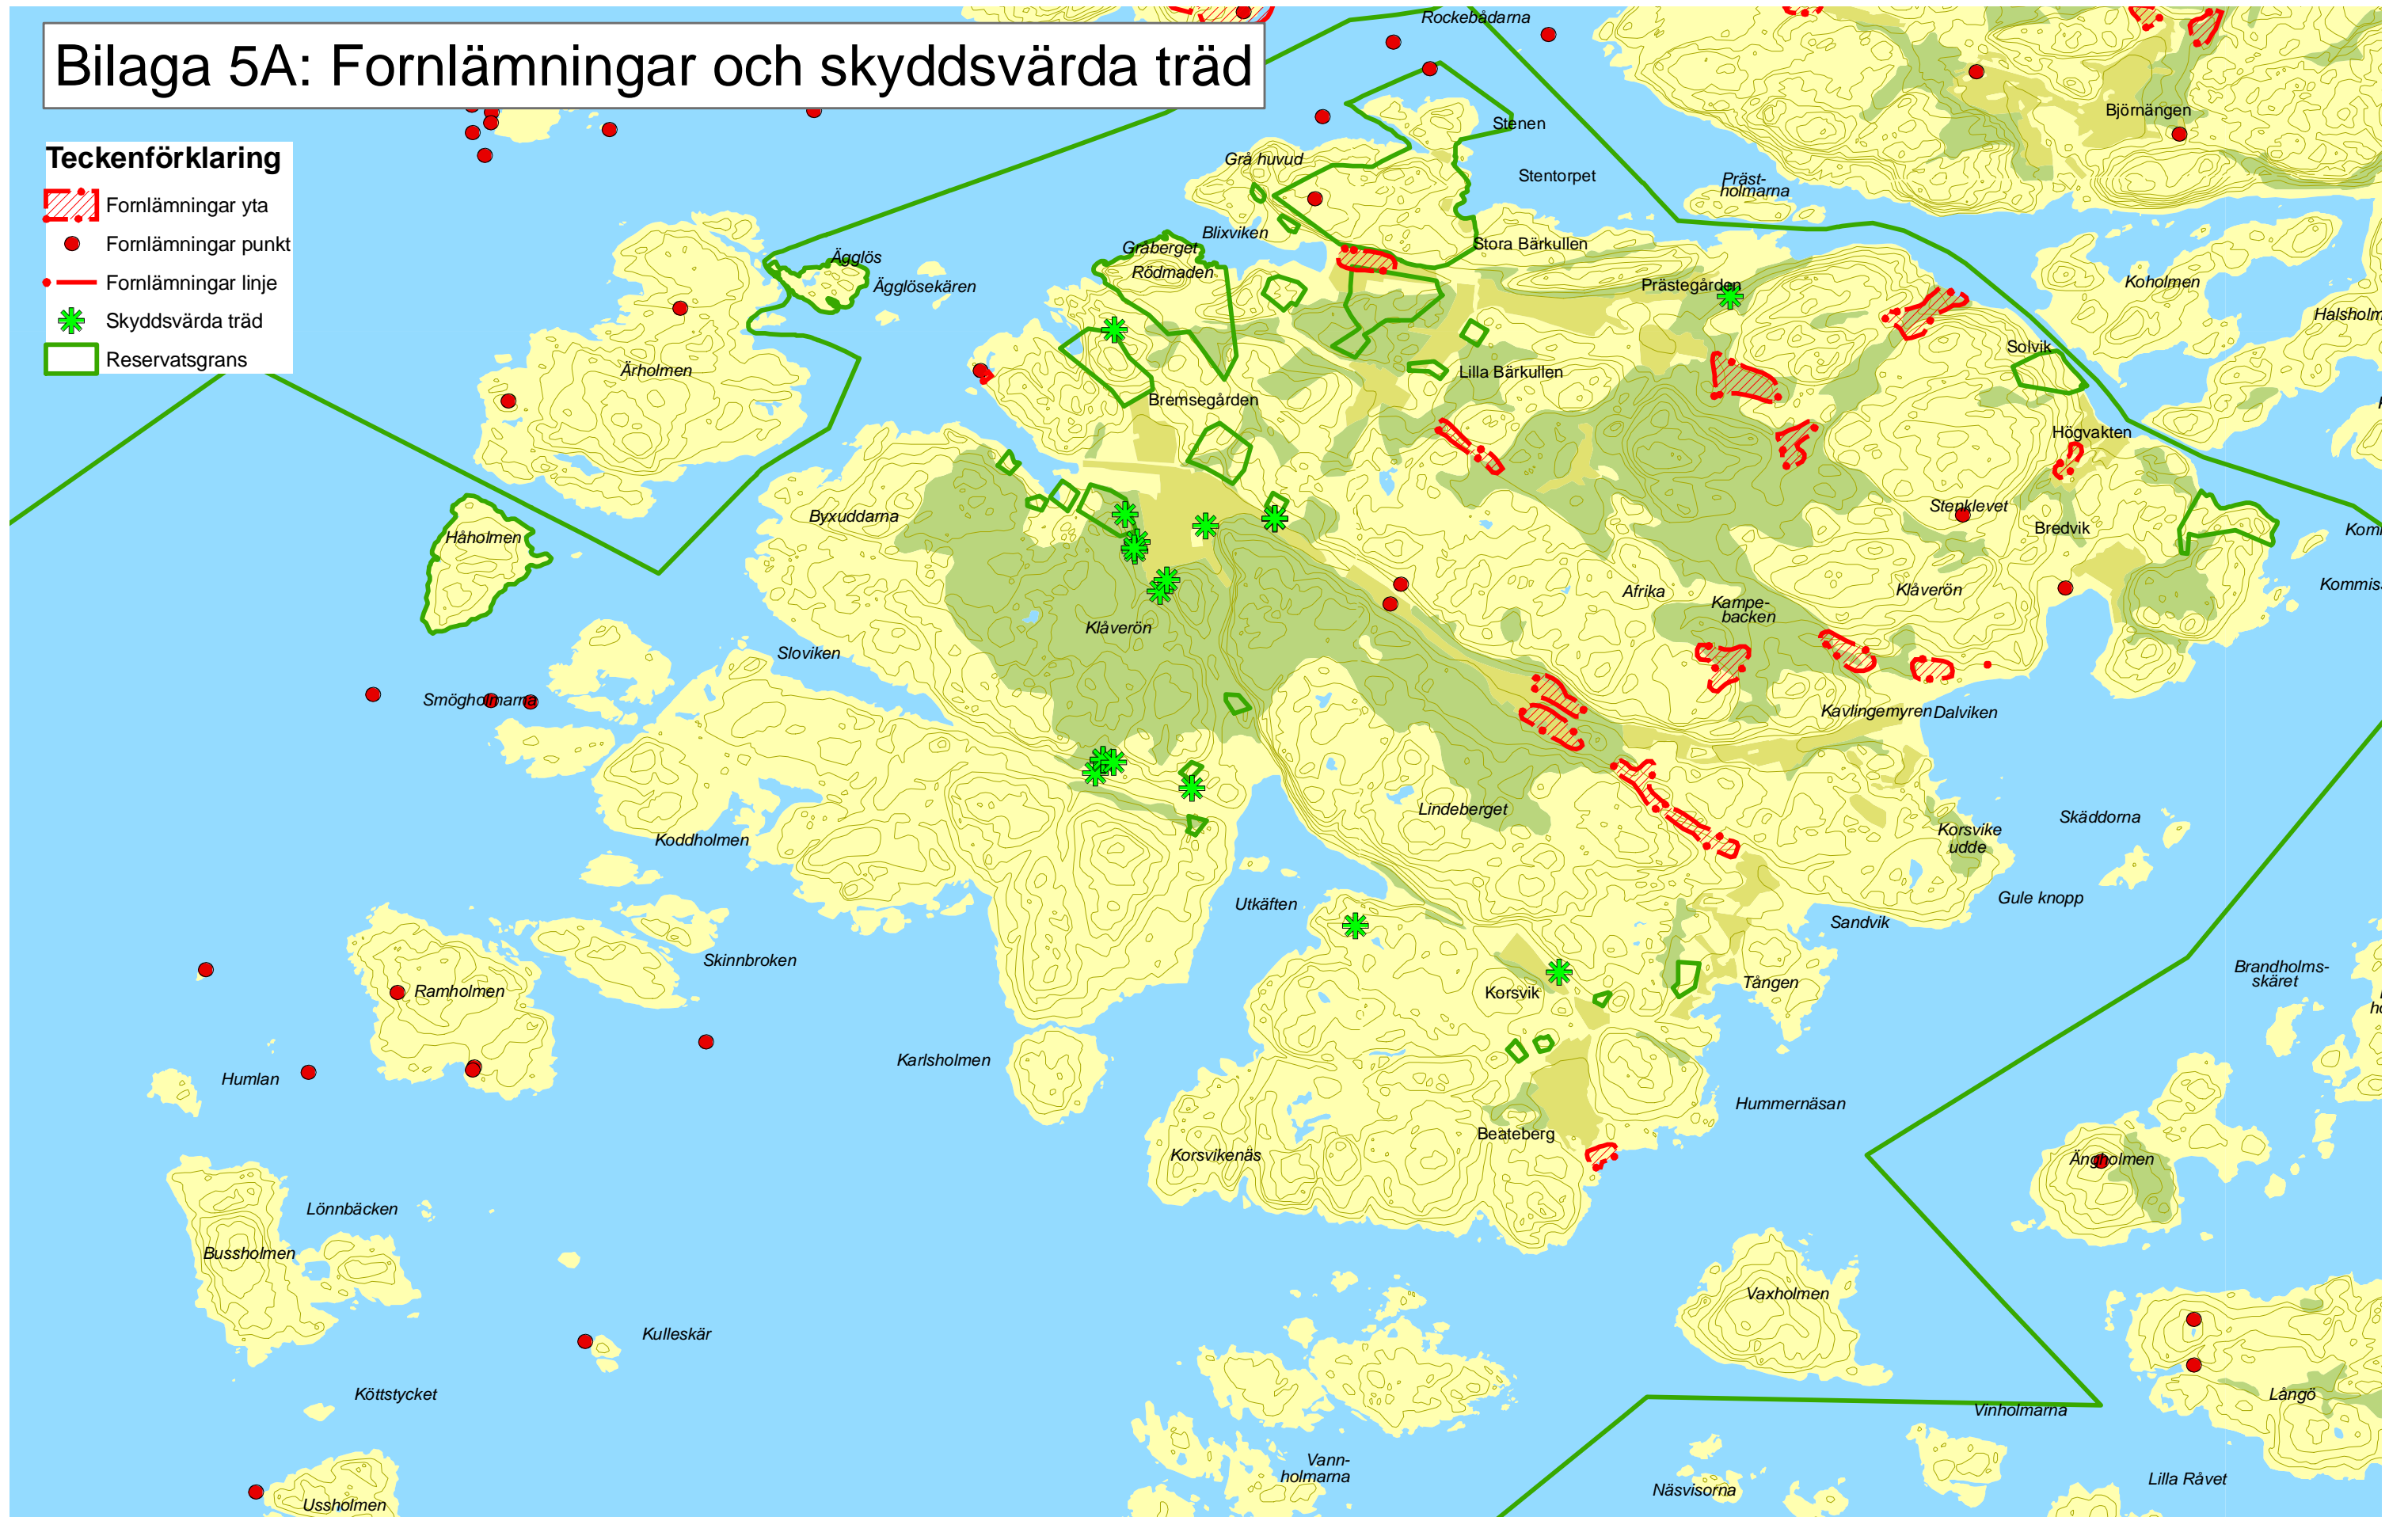 Bilaga 5A: Fornlämningar och skyddsvärda träd
Teckenförklaring
Fornlämningar yta
Fornlämningar punkt
Fornlämningar linje
Skyddsvärda träd
Reservatsgrans
Rockebådarna
Björnängen
Stenen
Grå huvud
Stentorpet
Präst-
holmarna
Blixviken
Stora Bärkullen
Gråberget
Rödmaden
Ägglös
Ägglösekären
Prästegården
Koholmen
Halsholm
Solvik
Ärholmen
Lilla Bärkullen
Bremsegården
Högvakten
Stenklevet
Byxuddarna
Bredvik
Håholmen
Kommis
Afrika
Klåverön
Kampe-
backen
Klåverön
Sloviken
Smögholmarna
Kavlingemyren
Dalviken
Lindeberget
Skäddorna
Korsvike
udde
Koddholmen
Gule knopp
Utkäften
Sandvik
Skinnbroken
Brandholms-
skäret
Tången
Ramholmen
Korsvik
Karlsholmen
Humlan
Hummernäsan
Beateberg
Korsvikenäs
Ängholmen
Lönnbäcken
Bussholmen
Vaxholmen
Kulleskär
Köttstycket
Långö
Vinholmarna
Vann-
holmarna
Lilla Råvet
Näsvisorna
Ussholmen